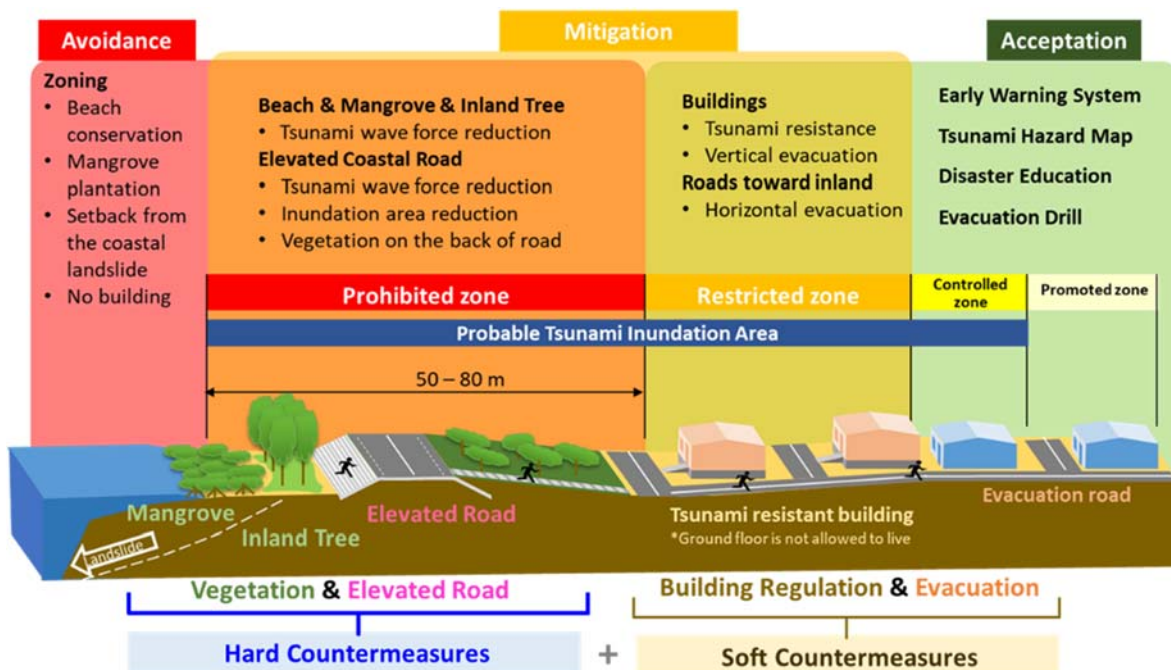 Avoidance
Mitigation
Acceptation
Zoning
• Beach
conservation
• Mangrove
plantation
• Setback from
the coastal
landslide
• No building
Beach & Mangrove & Inland Tree
• Tsunami wave force reduction
Elevated Coastal Road
• Tsunami wave force reduction
• Inundation area reduction
• Vegetation on the back of road
Buildings
• Tsunami resistance
• Vertical evacuation
Roads toward inland
• Horizontal evacuation
Early Warning System
Tsunami Hazard Map
Disaster Education
Evacuation Drill
Prohibited zone
Restricted zone
Controlled
zone
Promoted zone
Probable Tsunami Inundation Area
50 – 80 m
Mangrove
Inland Tree
Elevated Road
landslide
Tsunami resistant building
*Ground floor is not allowed to live
Evacuation road
Vegetation & Elevated Road
Building Regulation & Evacuation
Hard Countermeasures
+
Soft Countermeasures